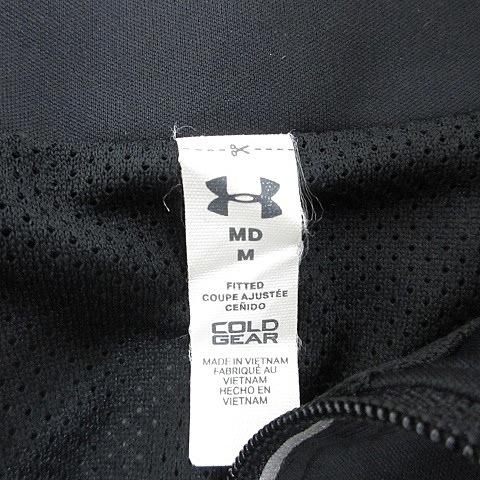 MD
M
FITTED
COUPE AJUSTÉE
CEÑIDO
COLD
GEAR
MADE IN VIETNAM
FABRIQUÉ AU
VIETNAM
HECHO EN
VIETNAM